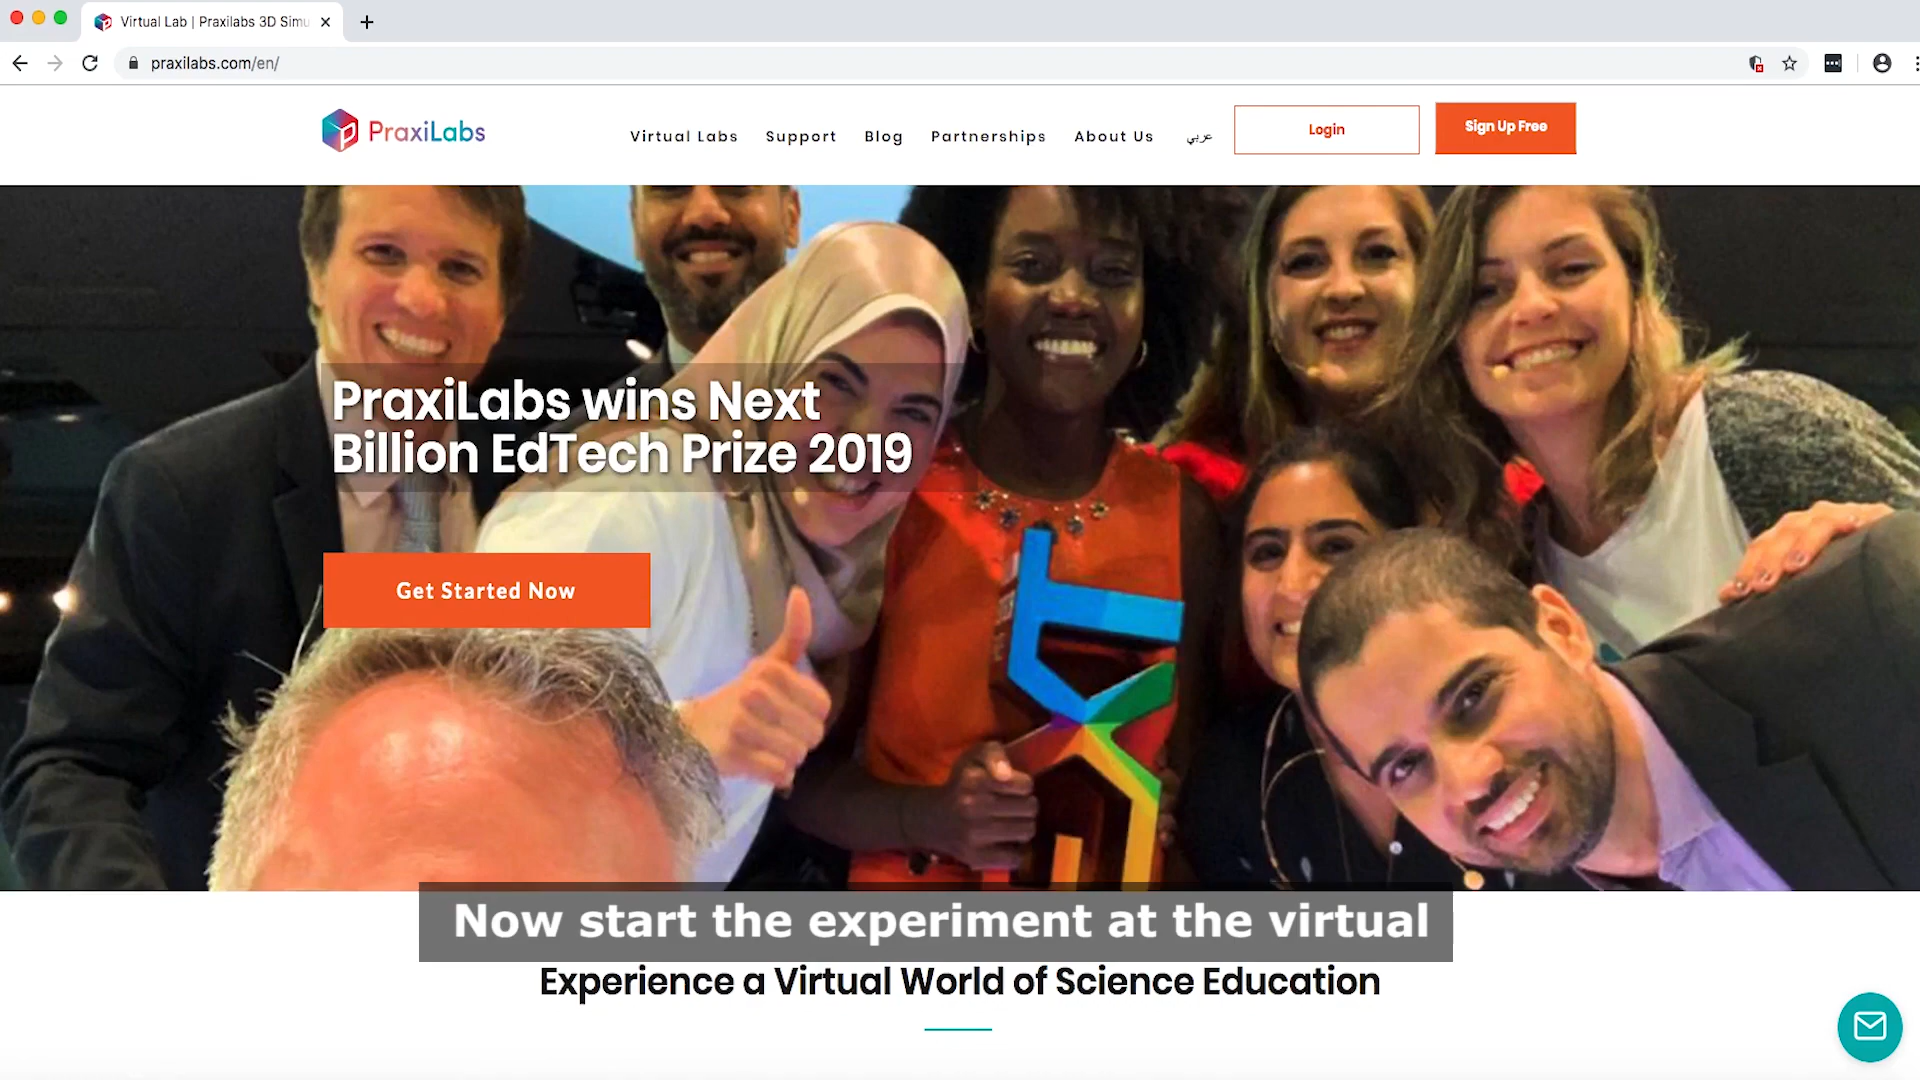 Virtual Lab | Praxilabs 3D Simu
praxilabs.com/en/
PraxiLabs
Virtual Labs Support Blog Partnerships About Us عربي Login Sign Up Free
PraxiLabs wins Next
Billion EdTech Prize 2019
Get Started Now
Now start the experiment at the virtual
Experience a Virtual World of Science Education